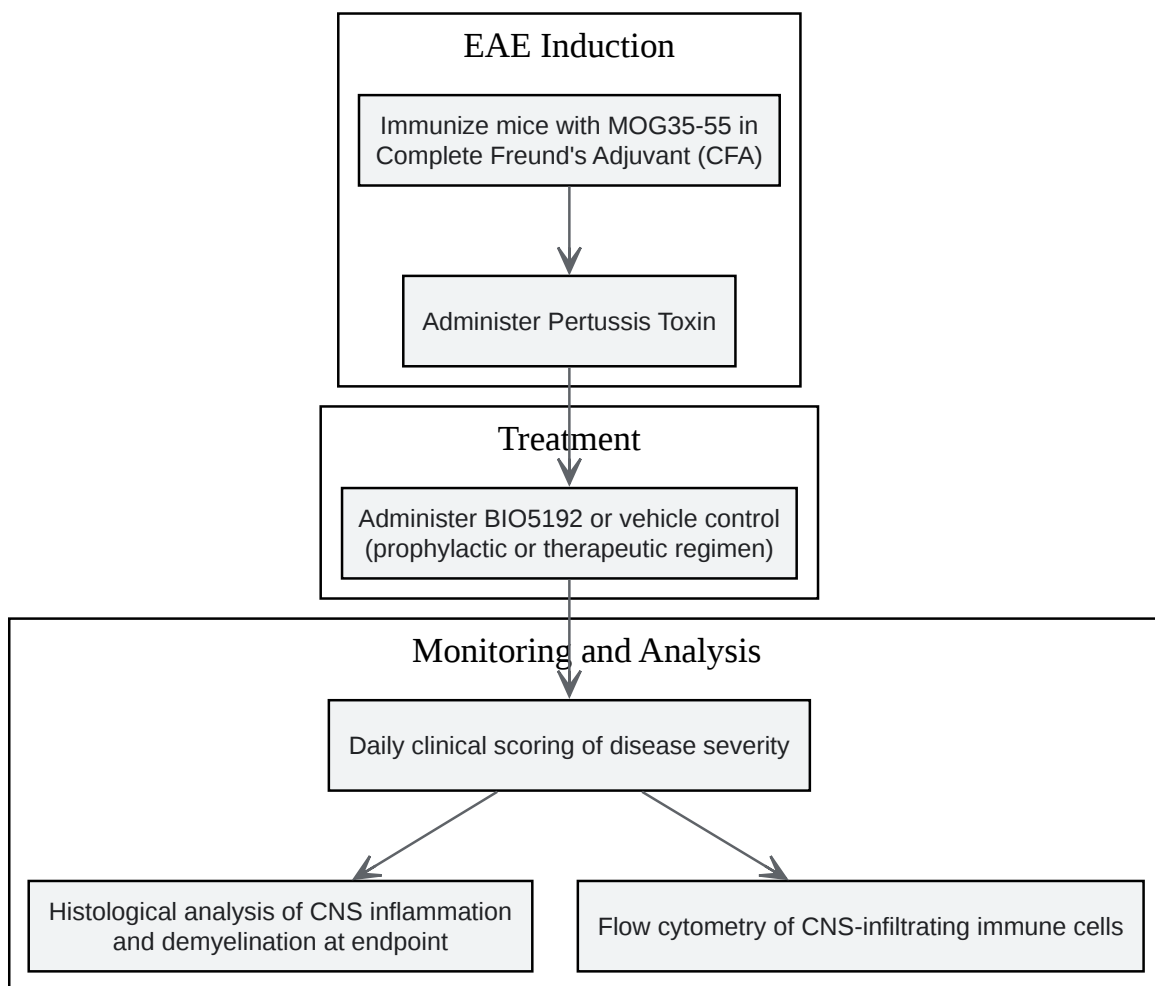 EAE Induction
Immunize mice with MOG35-55 in
Complete Freund's Adjuvant (CFA)
Administer Pertussis Toxin
Treatment
Administer BIO5192 or vehicle control
(prophylactic or therapeutic regimen)
Monitoring and Analysis
Daily clinical scoring of disease severity
Histological analysis of CNS inflammation
and demyelination at endpoint
Flow cytometry of CNS-infiltrating immune cells